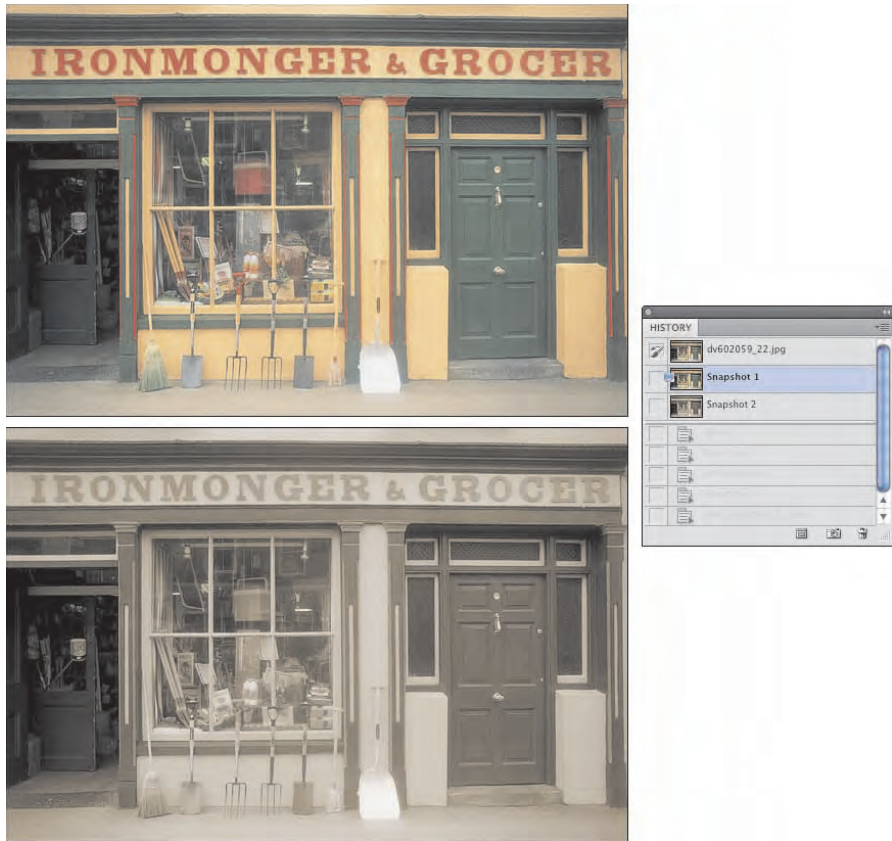 IRONMONGER & GROCER
HISTORY
dv602059_22.jpg
Snapshot 1
Snapshot 2
IRONMONGER & GROCER